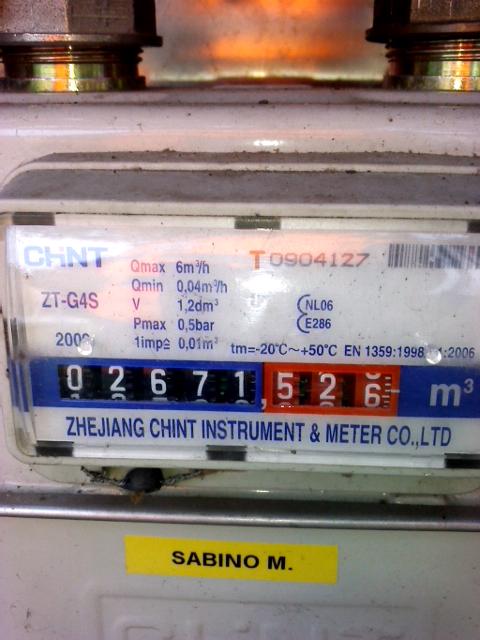 CHNT
T0904127
Qmax 6m³/h
Qmin 0,04m³/h
ZT-G4S
V 1,2dm³
NL06
Pmax 0,5bar
E286
1imp≙ 0,01m³
tm=-20°C~+50°C EN 1359:1998
:2006
02671,526 m³
ZHEJIANG CHINT INSTRUMENT & METER CO.,LTD
SABINO M.